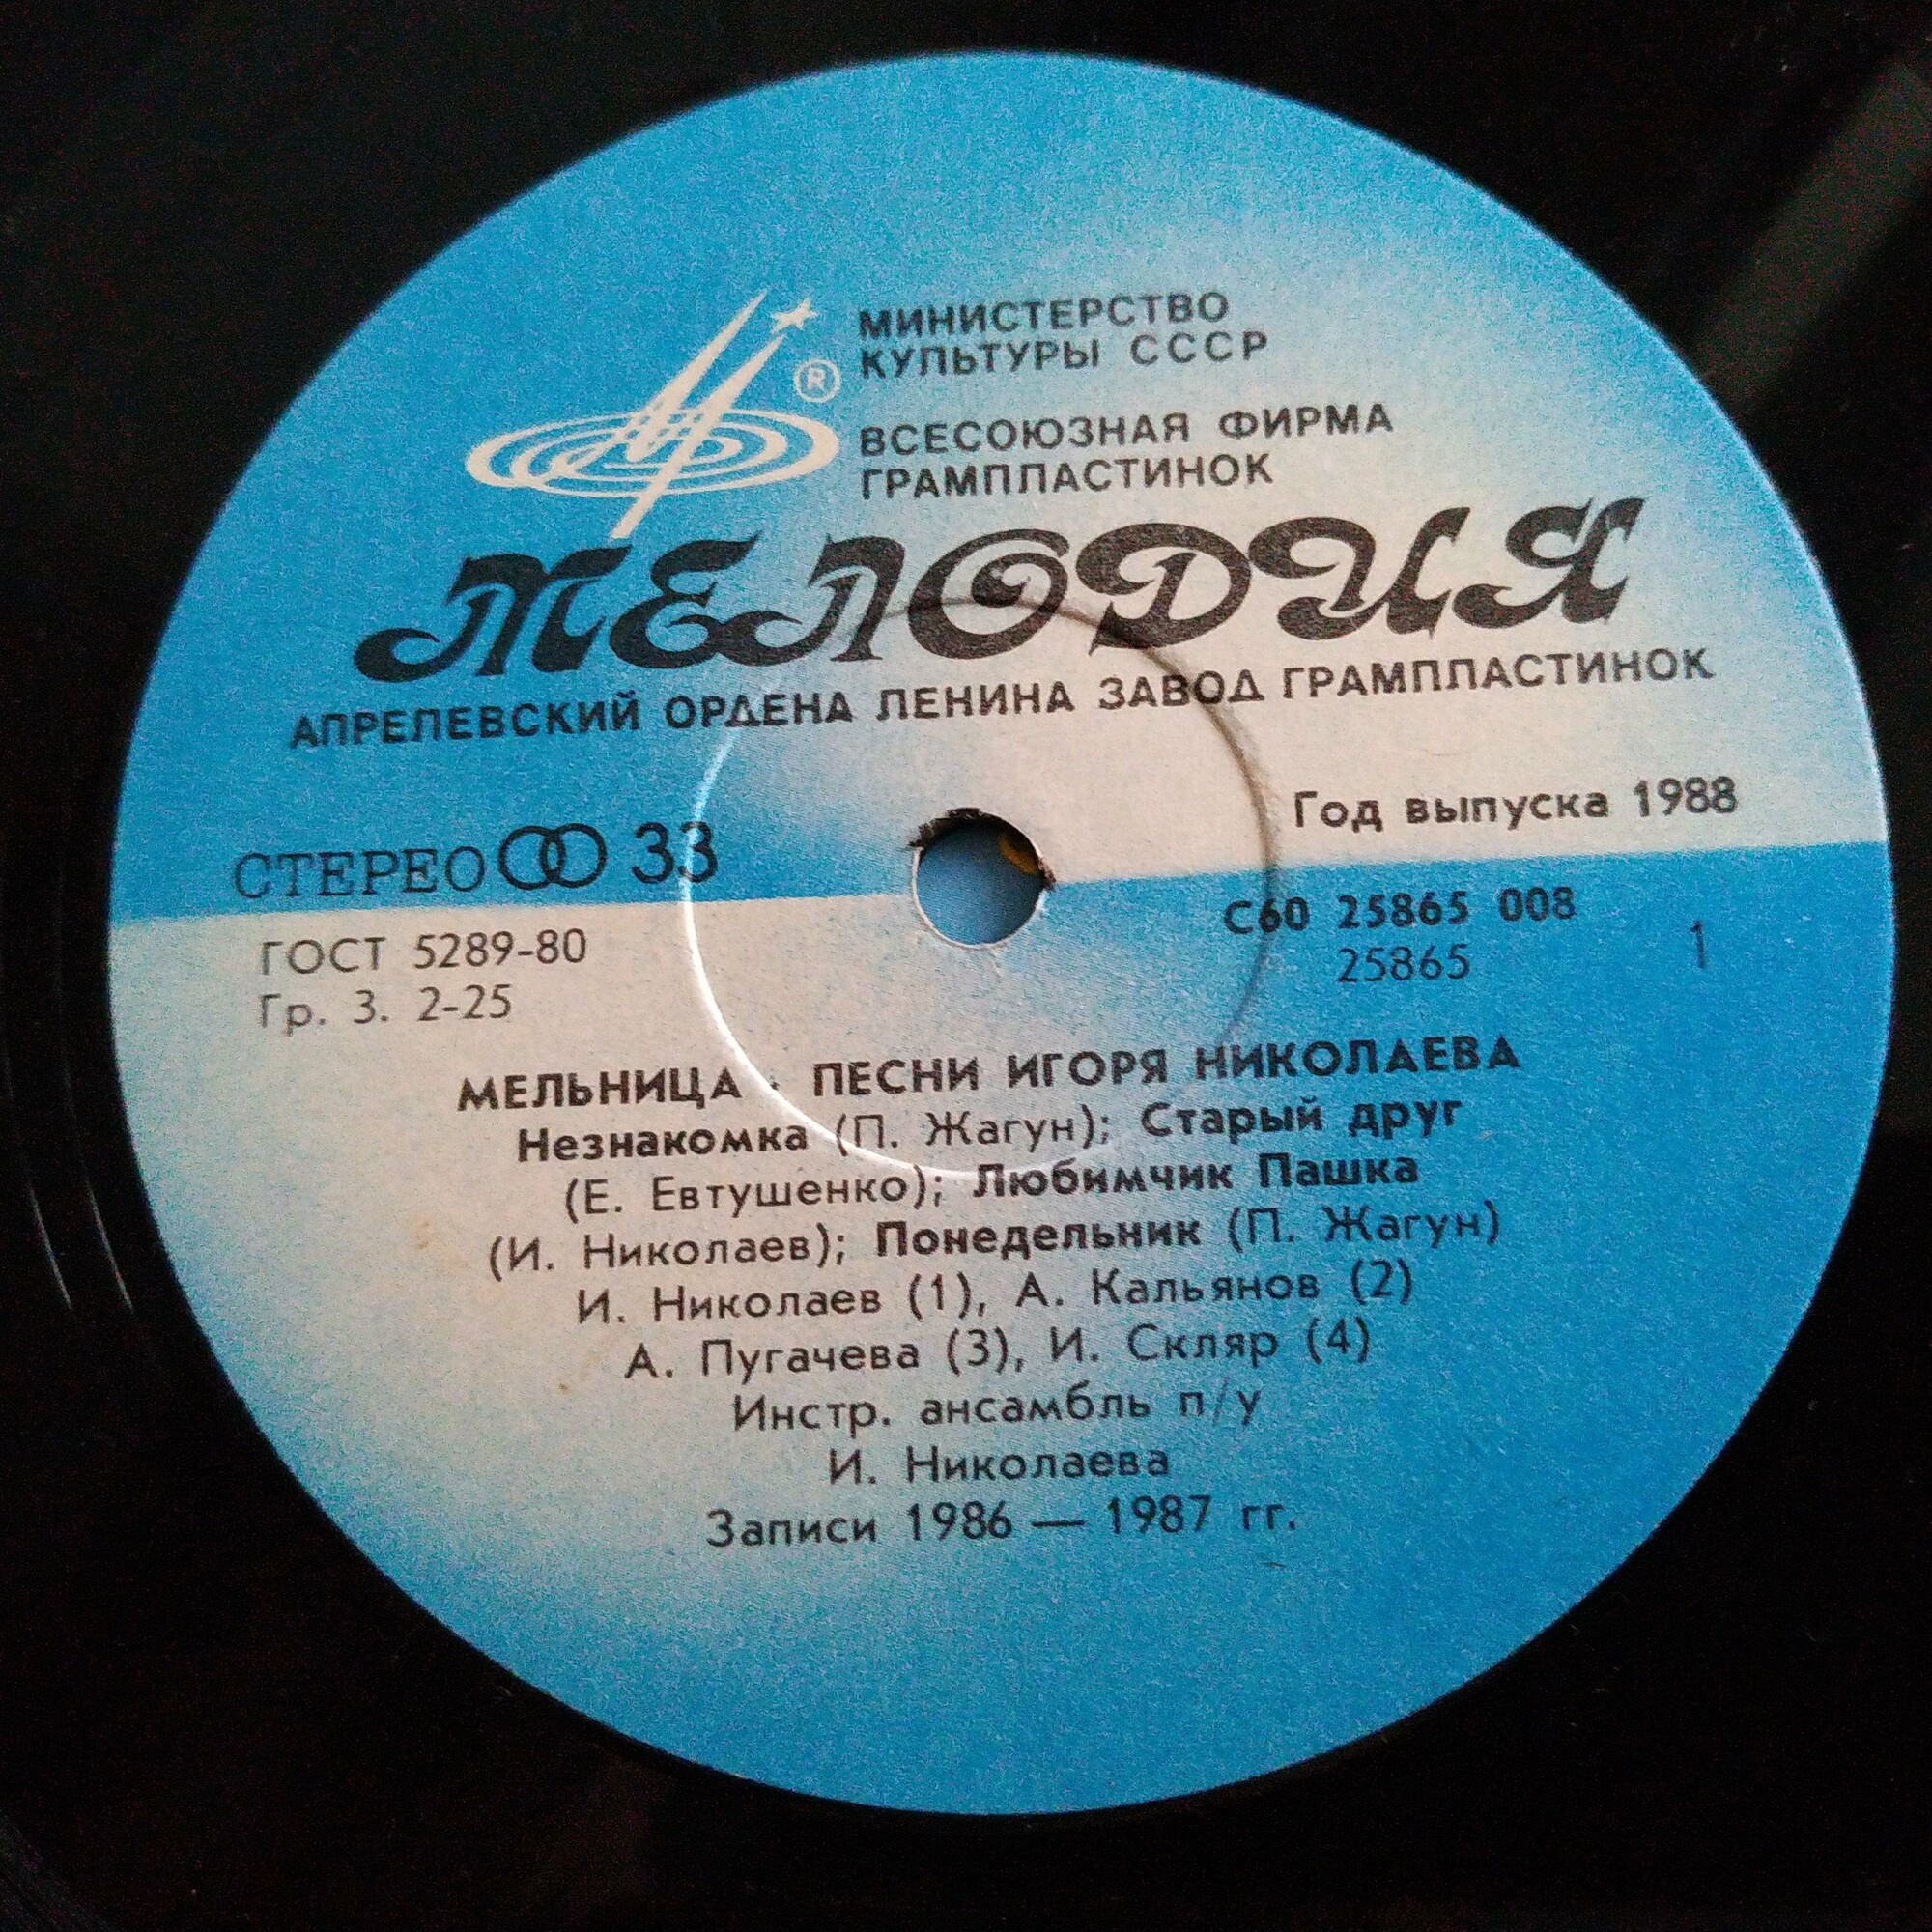 ®
МИНИСТЕРСТВО
КУЛЬТУРЫ СССР
ВСЕСОЮЗНАЯ ФИРМА
ГРАМПЛАСТИНОК
МЕЛОДИЯ
АПРЕЛЕВСКИЙ ОРДЕНА ЛЕНИНА ЗАВОД ГРАМПЛАСТИНОК
Год выпуска 1988
СТЕРЕО 33
ГОСТ 5289-80
Гр. 3. 2-25
С60 25865 008
25865
1
МЕЛЬНИЦА · ПЕСНИ ИГОРЯ НИКОЛАЕВА
Незнакомка (П. Жагун); Старый друг
(Е. Евтушенко); Любимчик Пашка
(И. Николаев); Понедельник (П. Жагун)
И. Николаев (1), А. Кальянов (2)
А. Пугачева (3), И. Скляр (4)
Инстр. ансамбль п/у
И. Николаева
Записи 1986 — 1987 гг.